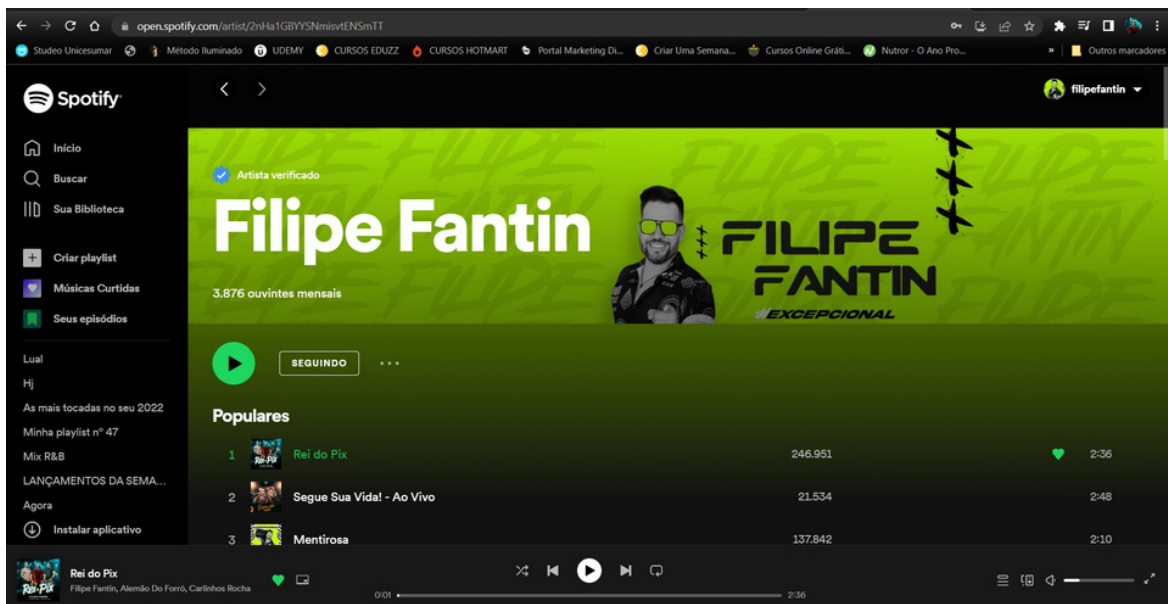 open.spotify.com/artist/2nHa1GBYYSNmisvtENSmTT
Studeo Unicesumar
Método Iluminado
UDEMY
CURSOS EDUZZ
CURSOS HOTMART
Portal Marketing Di...
Criar Uma Semana...
Cursos Online Gráti...
Nutror - O Ano Pro...
»
Outros marcadores
Spotify
filipefantin
Início
Buscar
Sua Biblioteca
Criar playlist
Músicas Curtidas
Seus episódios
Lual
Hj
As mais tocadas no seu 2022
Minha playlist nº 47
Mix R&B
LANÇAMENTOS DA SEMA...
Agora
Instalar aplicativo
Artista verificado
Filipe Fantin
3.876 ouvintes mensais
FILIPE
FANTIN
#EXCEPCIONAL
SEGUINDO
Populares
1 Rei do Pix 246.951 2:36
2 Segue Sua Vida! - Ao Vivo 21.534 2:48
3 Mentirosa 137.842 2:10
Rei do Pix
Filipe Fantin, Alemão Do Forró, Carlinhos Rocha
0:01
2:36